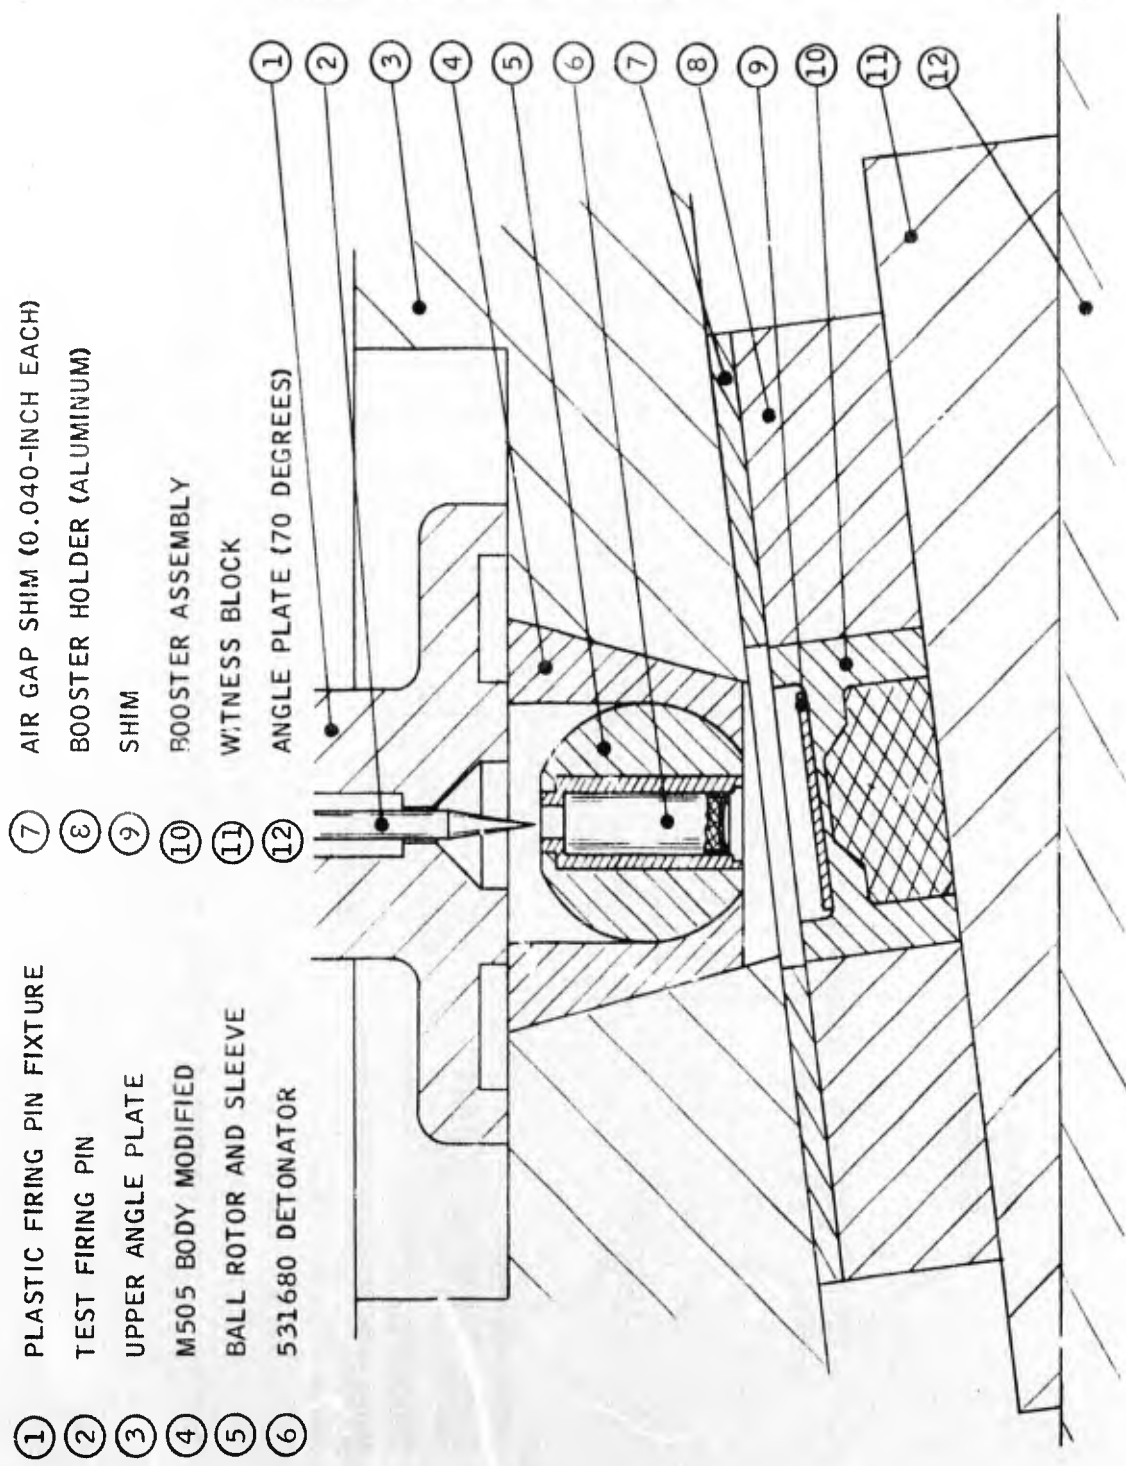 ① PLASTIC FIRING PIN FIXTURE
② TEST FIRING PIN
③ UPPER ANGLE PLATE
④ M505 BODY MODIFIED
⑤ BALL ROTOR AND SLEEVE
⑥ 531680 DETONATOR
⑦ AIR GAP SHIM (0.040-INCH EACH)
⑧ BOOSTER HOLDER (ALUMINUM)
⑨ SHIM
⑩ BOOSTER ASSEMBLY
⑪ WITNESS BLOCK
⑫ ANGLE PLATE (70 DEGREES)
①
②
③
④
⑤
⑥
⑦
⑧
⑨
⑩
⑪
⑫